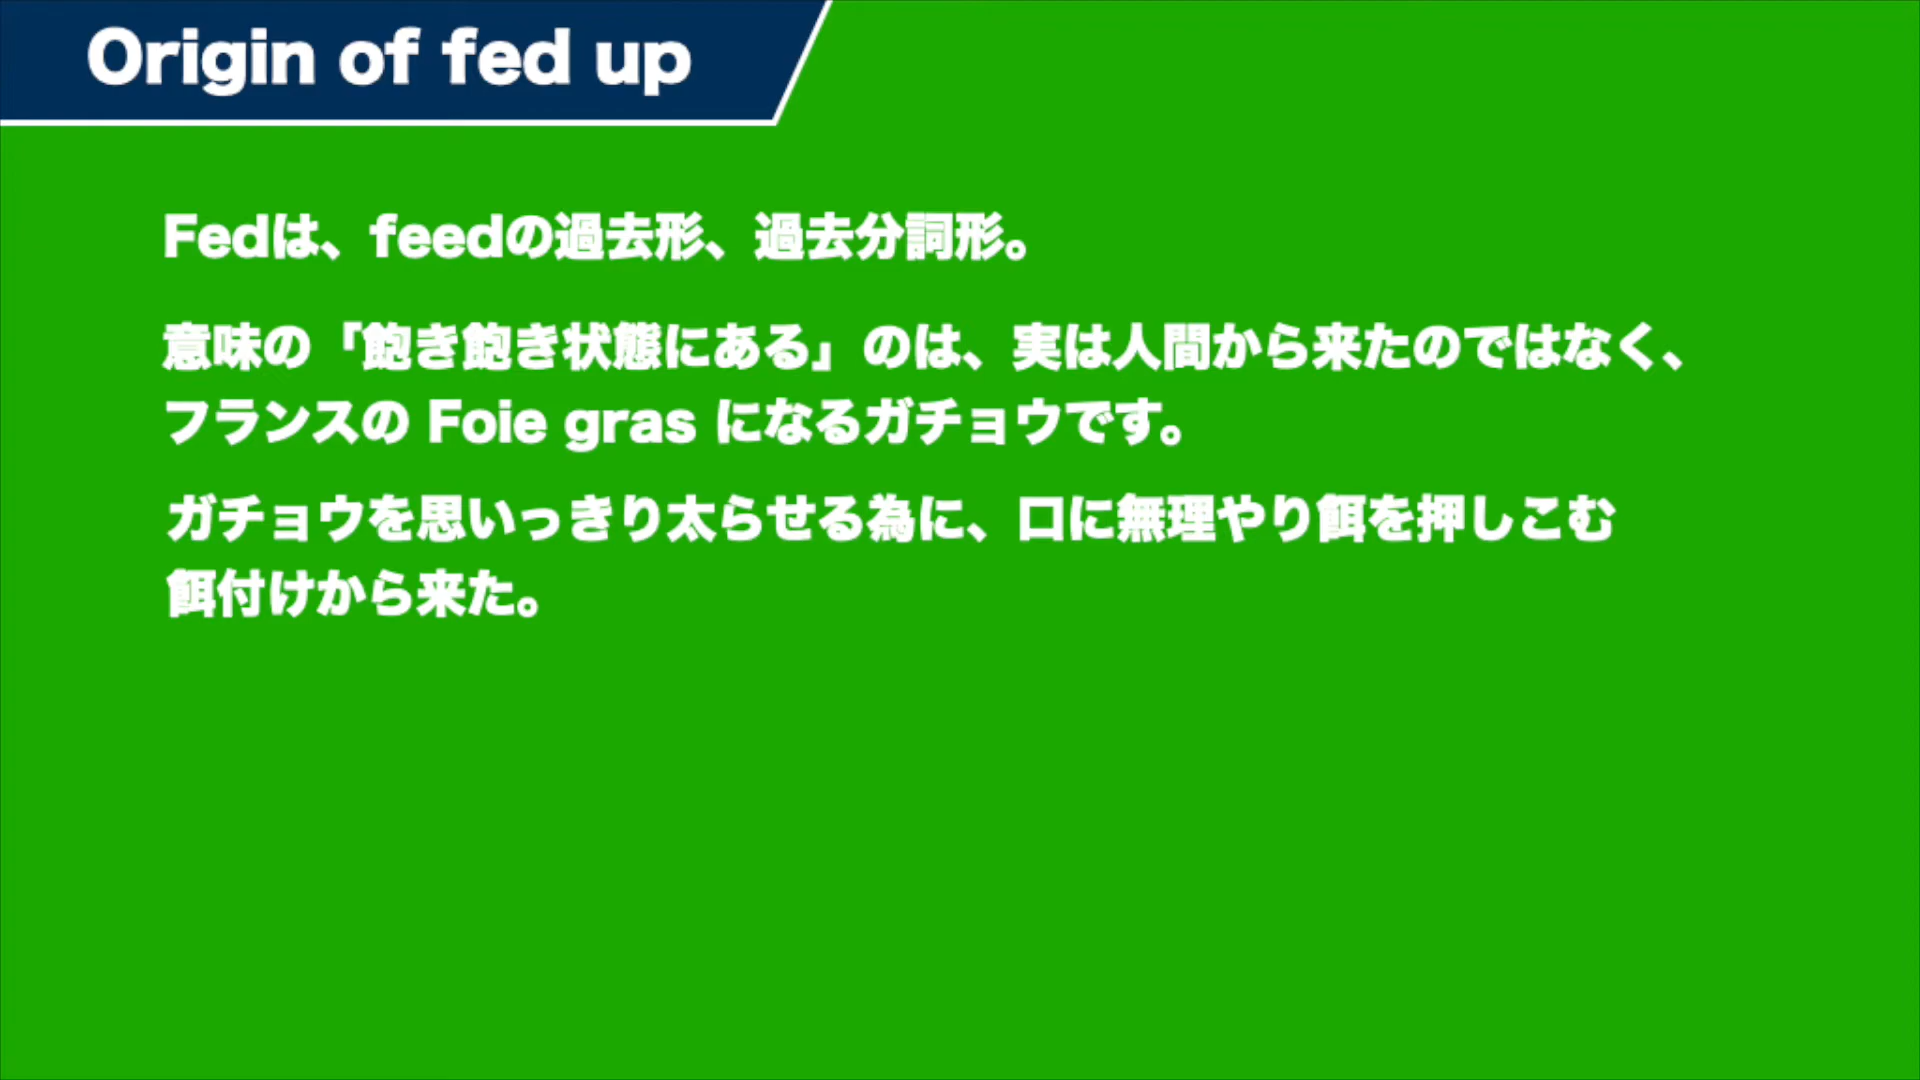 Origin of fed up
Fedは、feedの過去形、過去分詞形。
意味の「飽き飽き状態にある」のは、実は人間から来たのではなく、
フランスの Foie gras になるガチョウです。
ガチョウを思いっきり太らせる為に、口に無理やり餌を押しこむ
餌付けから来た。